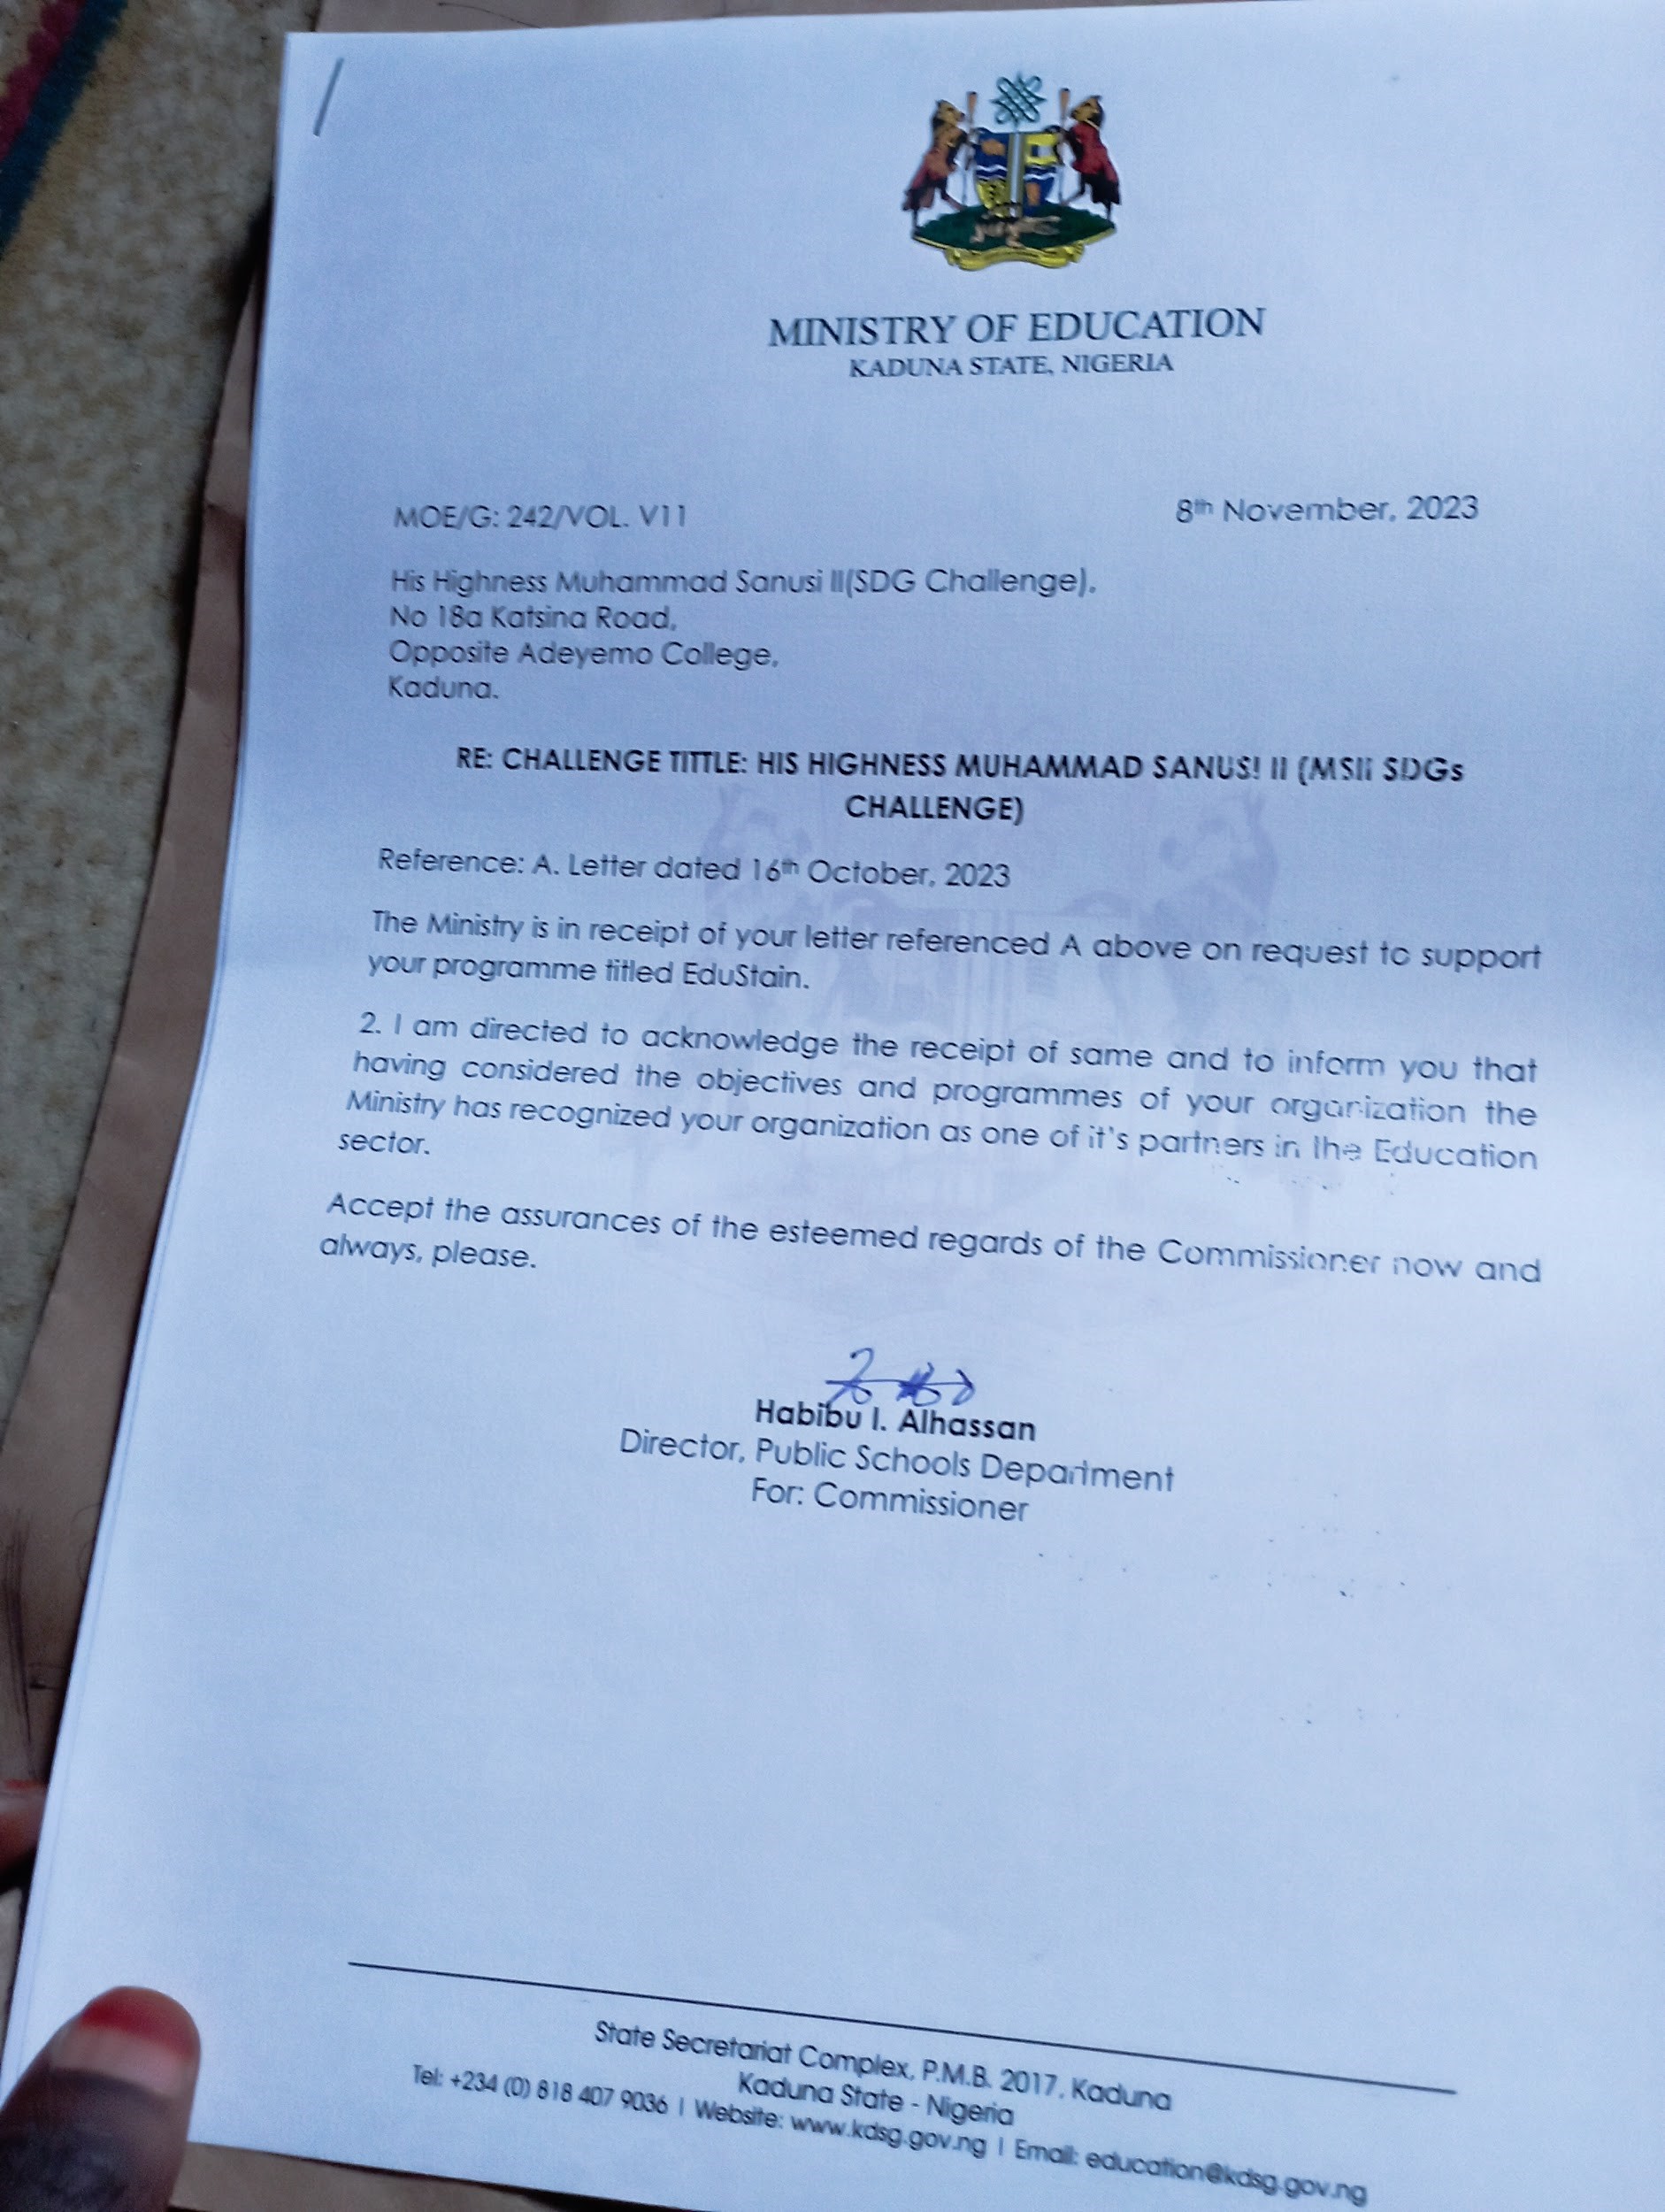 MINISTRY OF EDUCATION
KADUNA STATE, NIGERIA
MOE/G: 242/VOL. V11
8th November, 2023
His Highness Muhammad Sanusi II(SDG Challenge),
No 18a Katsina Road,
Opposite Adeyemo College,
Kaduna.
RE: CHALLENGE TITTLE: HIS HIGHNESS MUHAMMAD SANUSI II (MSII SDGs
CHALLENGE)
Reference: A. Letter dated 16th October, 2023
The Ministry is in receipt of your letter referenced A above on request to support
your programme titled EduStain.
2. I am directed to acknowledge the receipt of same and to inform you that
having considered the objectives and programmes of your organization the
Ministry has recognized your organization as one of it's partners in the Education
sector.
Accept the assurances of the esteemed regards of the Commissioner now and
always, please.
Habibu I. Alhassan
Director, Public Schools Department
For: Commissioner
State Secretariat Complex, P.M.B. 2017, Kaduna
Kaduna State - Nigeria
Tel: +234 (0) 818 407 9036 | Website: www.kdsg.gov.ng | Email: education@kdsg.gov.ng